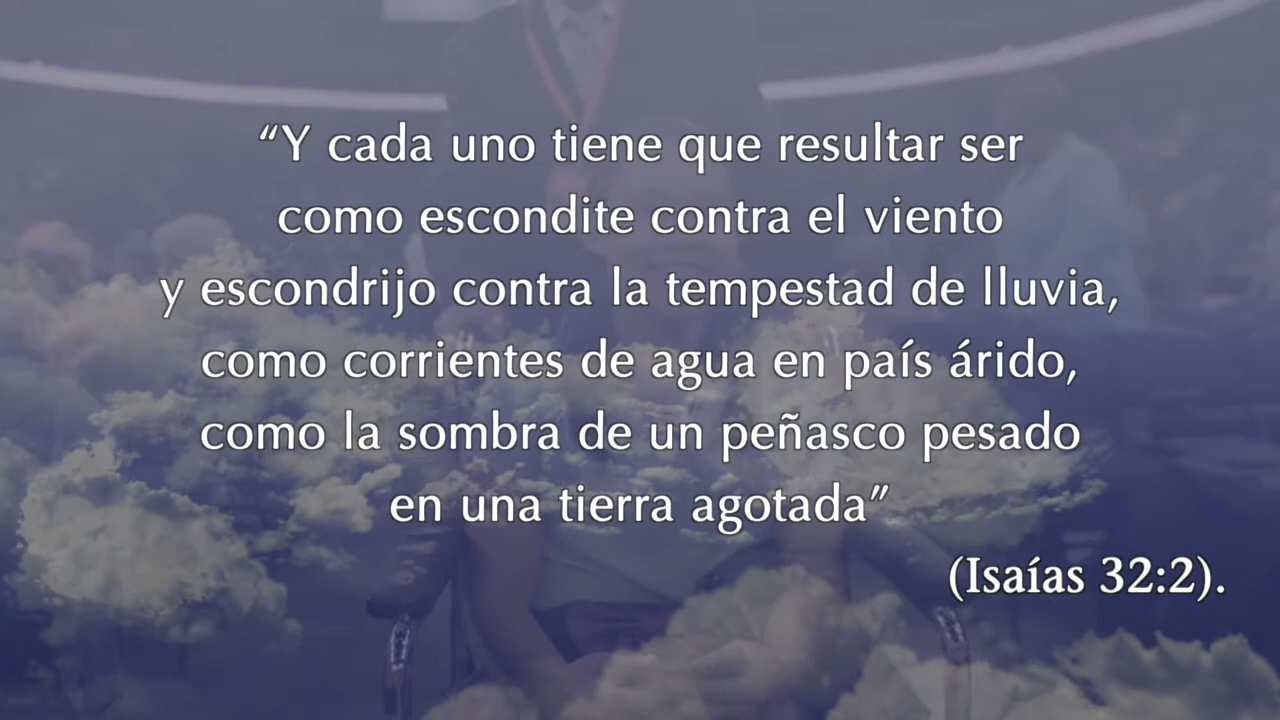 “Y cada uno tiene que resultar ser
como escondite contra el viento
y escondrijo contra la tempestad de lluvia,
como corrientes de agua en país árido,
como la sombra de un peñasco pesado
en una tierra agotada”
(Isaías 32:2).